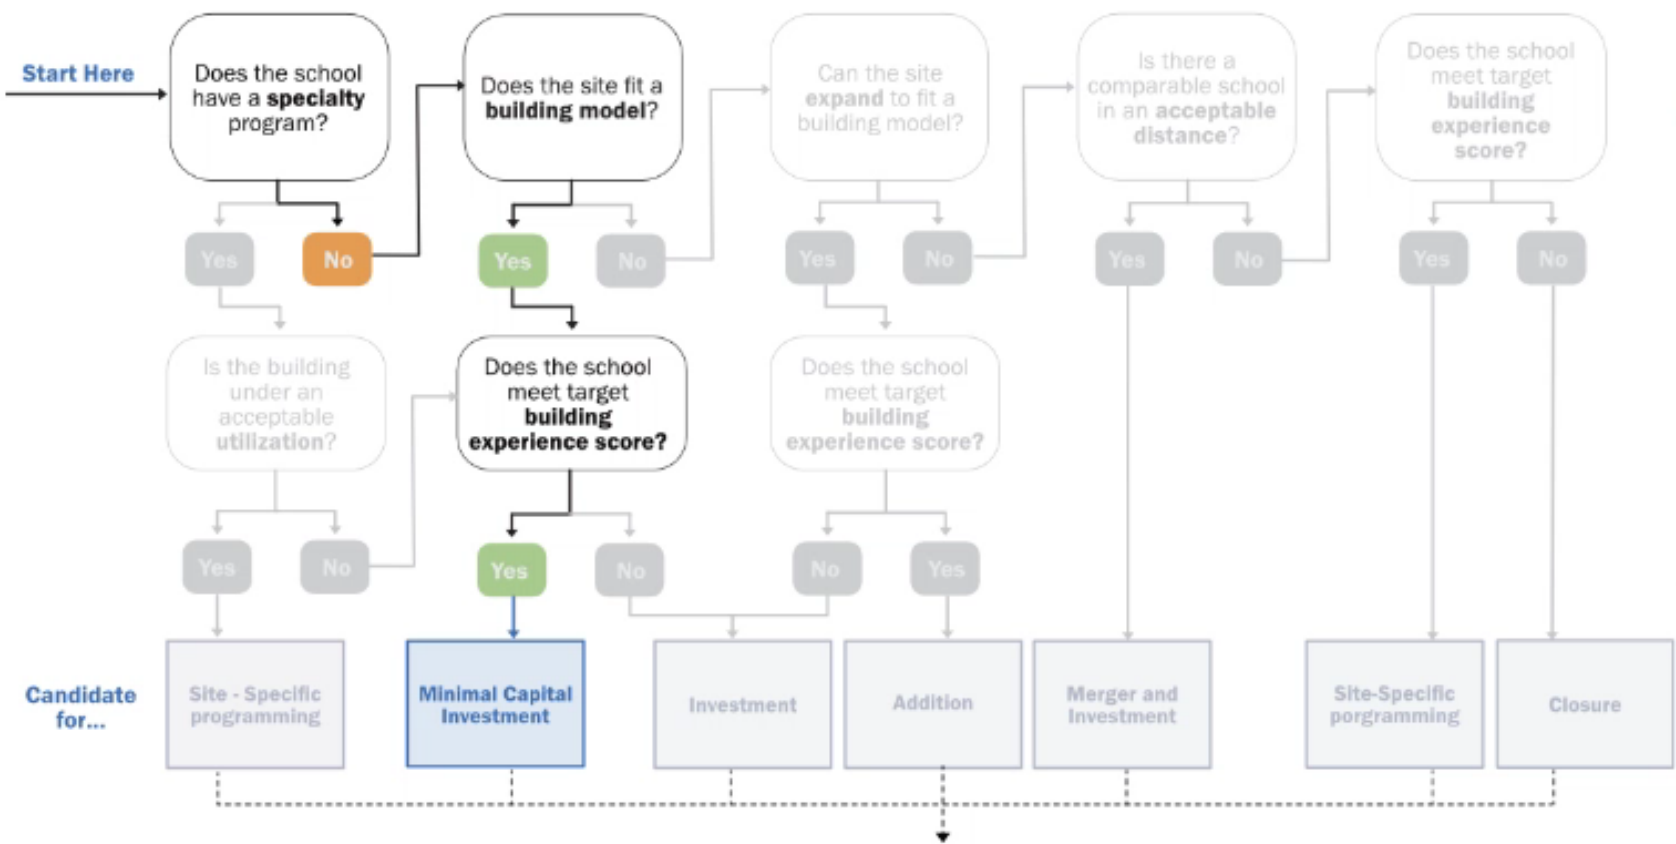 Start Here
Does the school
have a specialty
program?
Does the site fit a
building model?
Can the site
expand to fit a
building model?
Is there a
comparable school
in an acceptable
distance?
Does the school
meet target
building
experience
score?
Yes
No
Yes
No
Yes
No
Yes
No
Yes
No
Is the building
under an
acceptable
utilization?
Does the school
meet target
building
experience score?
Does the school
meet target
building
experience score?
Yes
No
Yes
No
No
Yes
Candidate
for...
Site - Specific
programming
Minimal Capital
Investment
Investment
Addition
Merger and
Investment
Site-Specific
porgramming
Closure